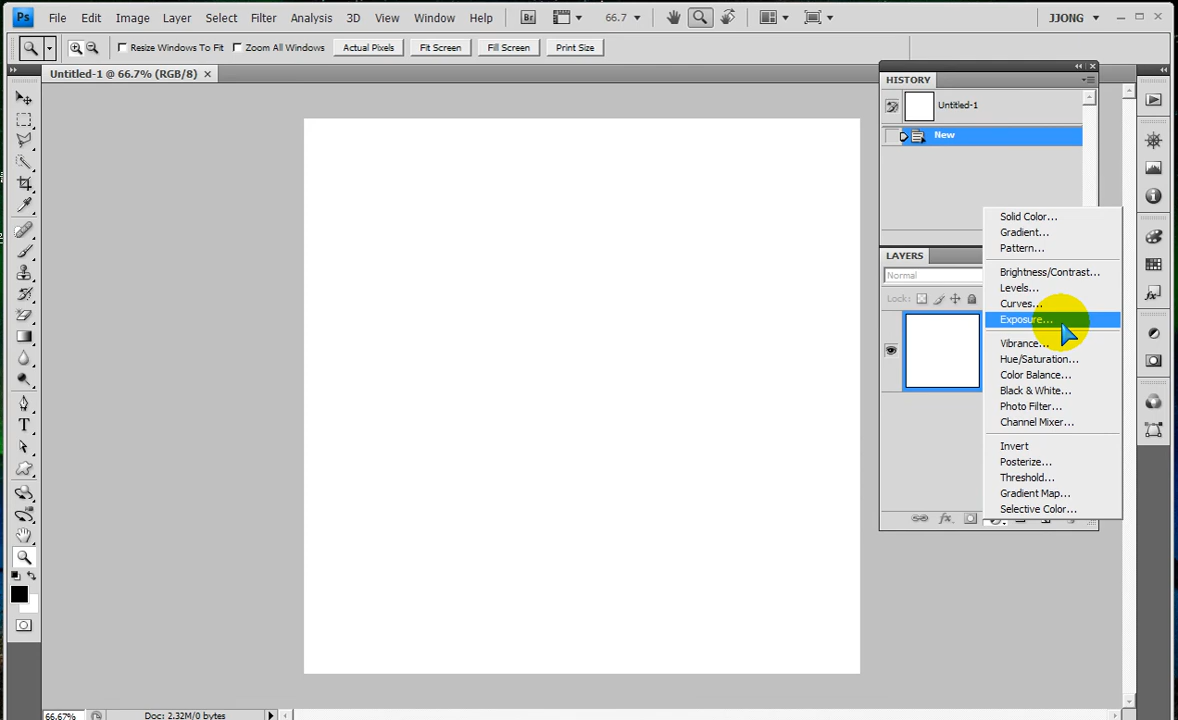 Ps File Edit Image Layer Select Filter Analysis 3D View Window Help Br 66.7 JJONG
Resize Windows To Fit Zoom All Windows Actual Pixels Fit Screen Fill Screen Print Size
Untitled-1 @ 66.7% (RGB/8)
HISTORY
Untitled-1
New
LAYERS
Normal
Lock:
Solid Color...
Gradient...
Pattern...
Brightness/Contrast...
Levels...
Curves...
Exposure...
Vibrance...
Hue/Saturation...
Color Balance...
Black & White...
Photo Filter...
Channel Mixer...
Invert
Posterize...
Threshold...
Gradient Map...
Selective Color...
fx
T
66.67% Doc: 2.32M/0 bytes